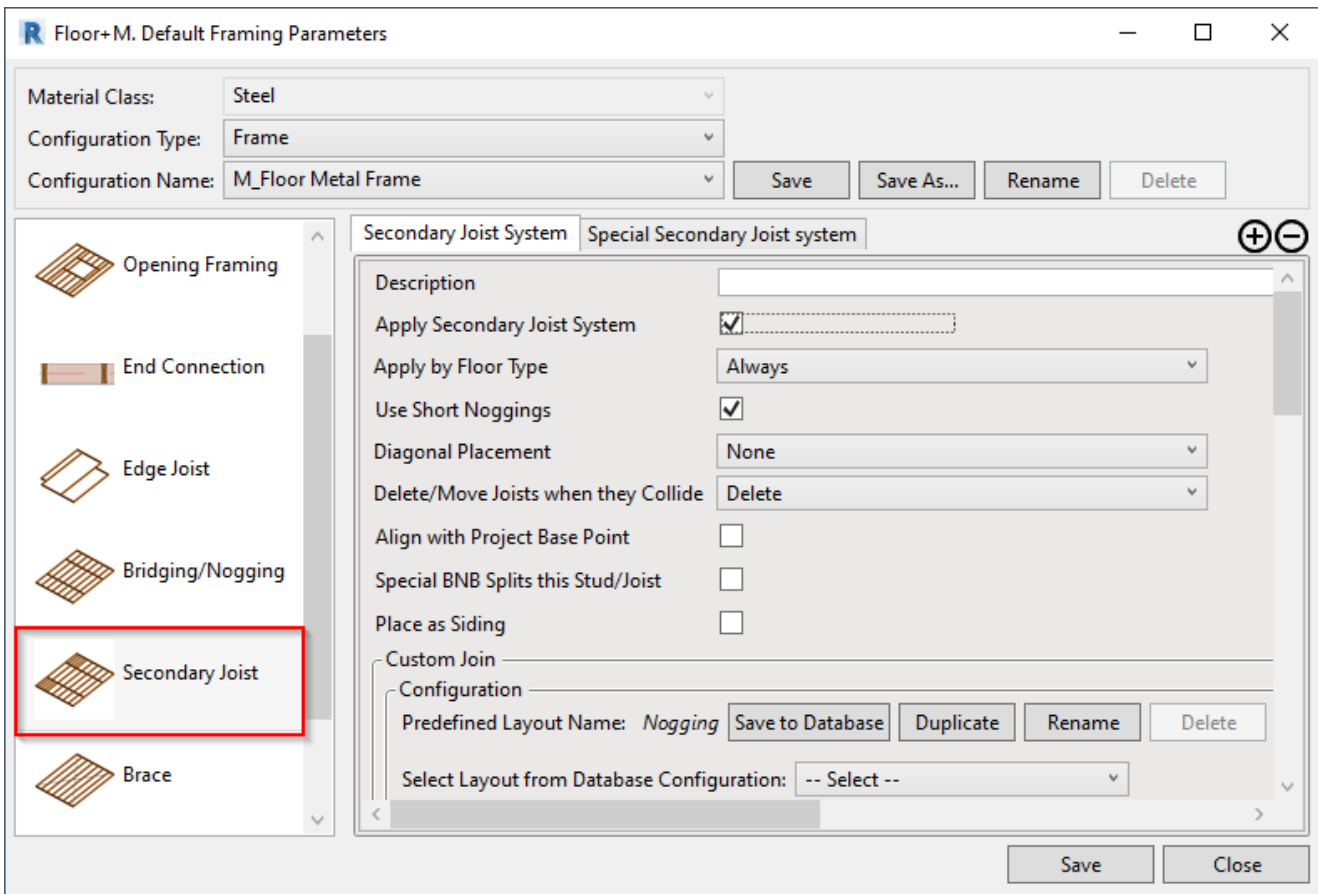 Floor+M. Default Framing Parameters
Material Class: Steel
Configuration Type: Frame
Configuration Name: M_Floor Metal Frame Save Save As... Rename Delete
Opening Framing
End Connection
Edge Joist
Bridging/Nogging
Secondary Joist
Brace
Secondary Joist System Special Secondary Joist system
Description
Apply Secondary Joist System
Apply by Floor Type Always
Use Short Noggings
Diagonal Placement None
Delete/Move Joists when they Collide Delete
Align with Project Base Point
Special BNB Splits this Stud/Joist
Place as Siding
Custom Join
Configuration
Predefined Layout Name: Nogging Save to Database Duplicate Rename Delete
Select Layout from Database Configuration: -- Select --
Save Close